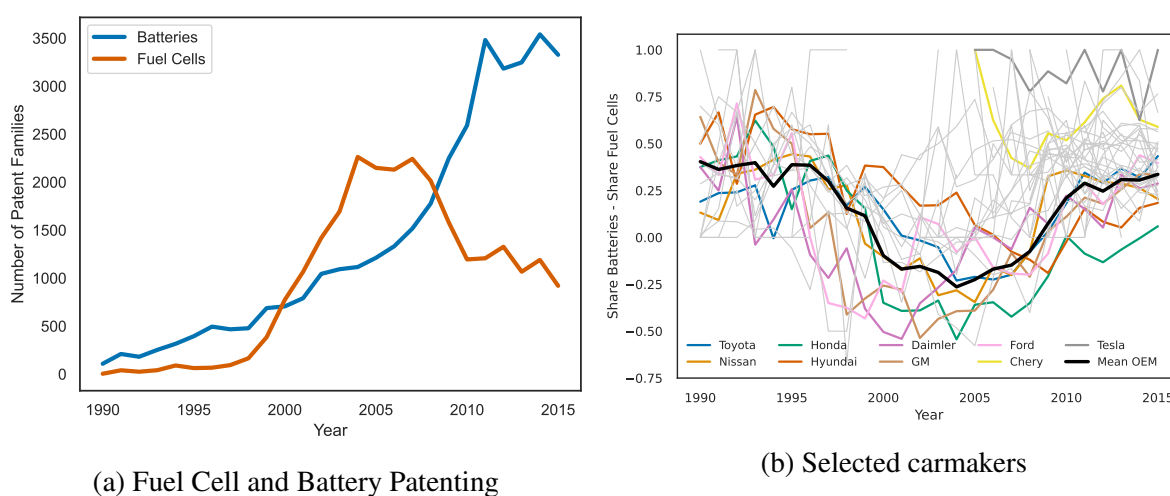 Batteries
Fuel Cells
Number of Patent Families
3500
3000
2500
2000
1500
1000
500
0
1990 1995 2000 2005 2010 2015
Year
(a) Fuel Cell and Battery Patenting
Share Batteries - Share Fuel Cells
1.00
0.75
0.50
0.25
0.00
−0.25
−0.50
−0.75
Toyota Honda Daimler Ford Tesla
Nissan Hyundai GM Chery Mean OEM
1990 1995 2000 2005 2010 2015
Year
(b) Selected carmakers